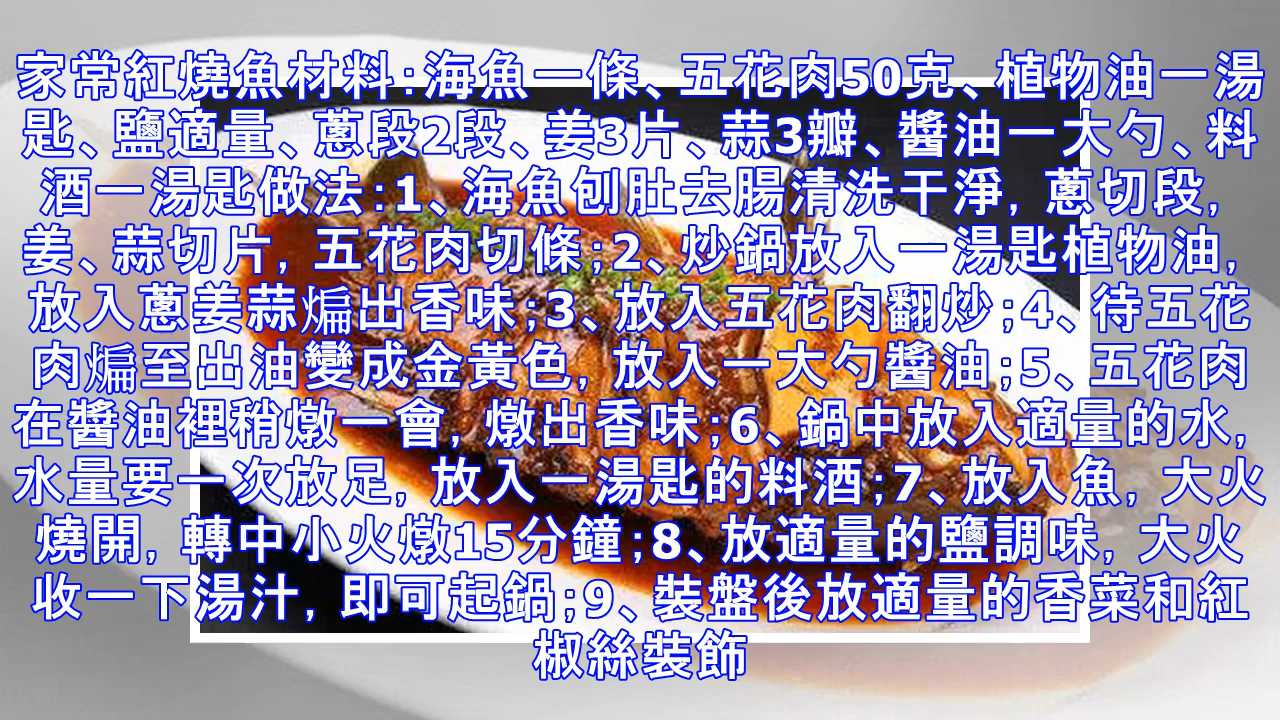 家常紅燒魚材料:海魚一條、五花肉50克、植物油一湯
匙、鹽適量、蔥段2段、姜3片、蒜3瓣、醬油一大勺、料
酒一湯匙做法:1、海魚刨肚去腸清洗干淨, 蔥切段,
姜、蒜切片, 五花肉切條;2、炒鍋放入一湯匙植物油,
放入蔥姜蒜煸出香味;3、放入五花肉翻炒;4、待五花
肉煸至出油變成金黃色, 放入一大勺醬油;5、五花肉
在醬油裡稍燉一會, 燉出香味;6、鍋中放入適量的水,
水量要一次放足, 放入一湯匙的料酒;7、放入魚, 大火
燒開, 轉中小火燉15分鐘;8、放適量的鹽調味, 大火
收一下湯汁, 即可起鍋;9、裝盤後放適量的香菜和紅
椒絲裝飾